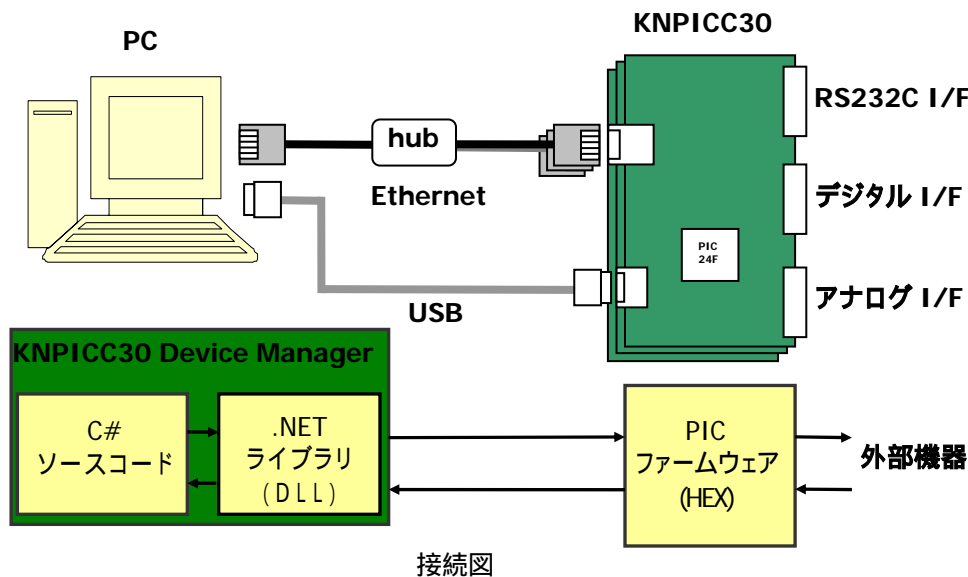 KNPICC30
PC
RS232C I/F
hub
デジタル I/F
Ethernet
PIC
24F
アナログ I/F
USB
KNPICC30 Device Manager
C#
ソースコード
.NET
ライブラリ
(DLL)
PIC
ファームウェア
(HEX)
外部機器
接続図